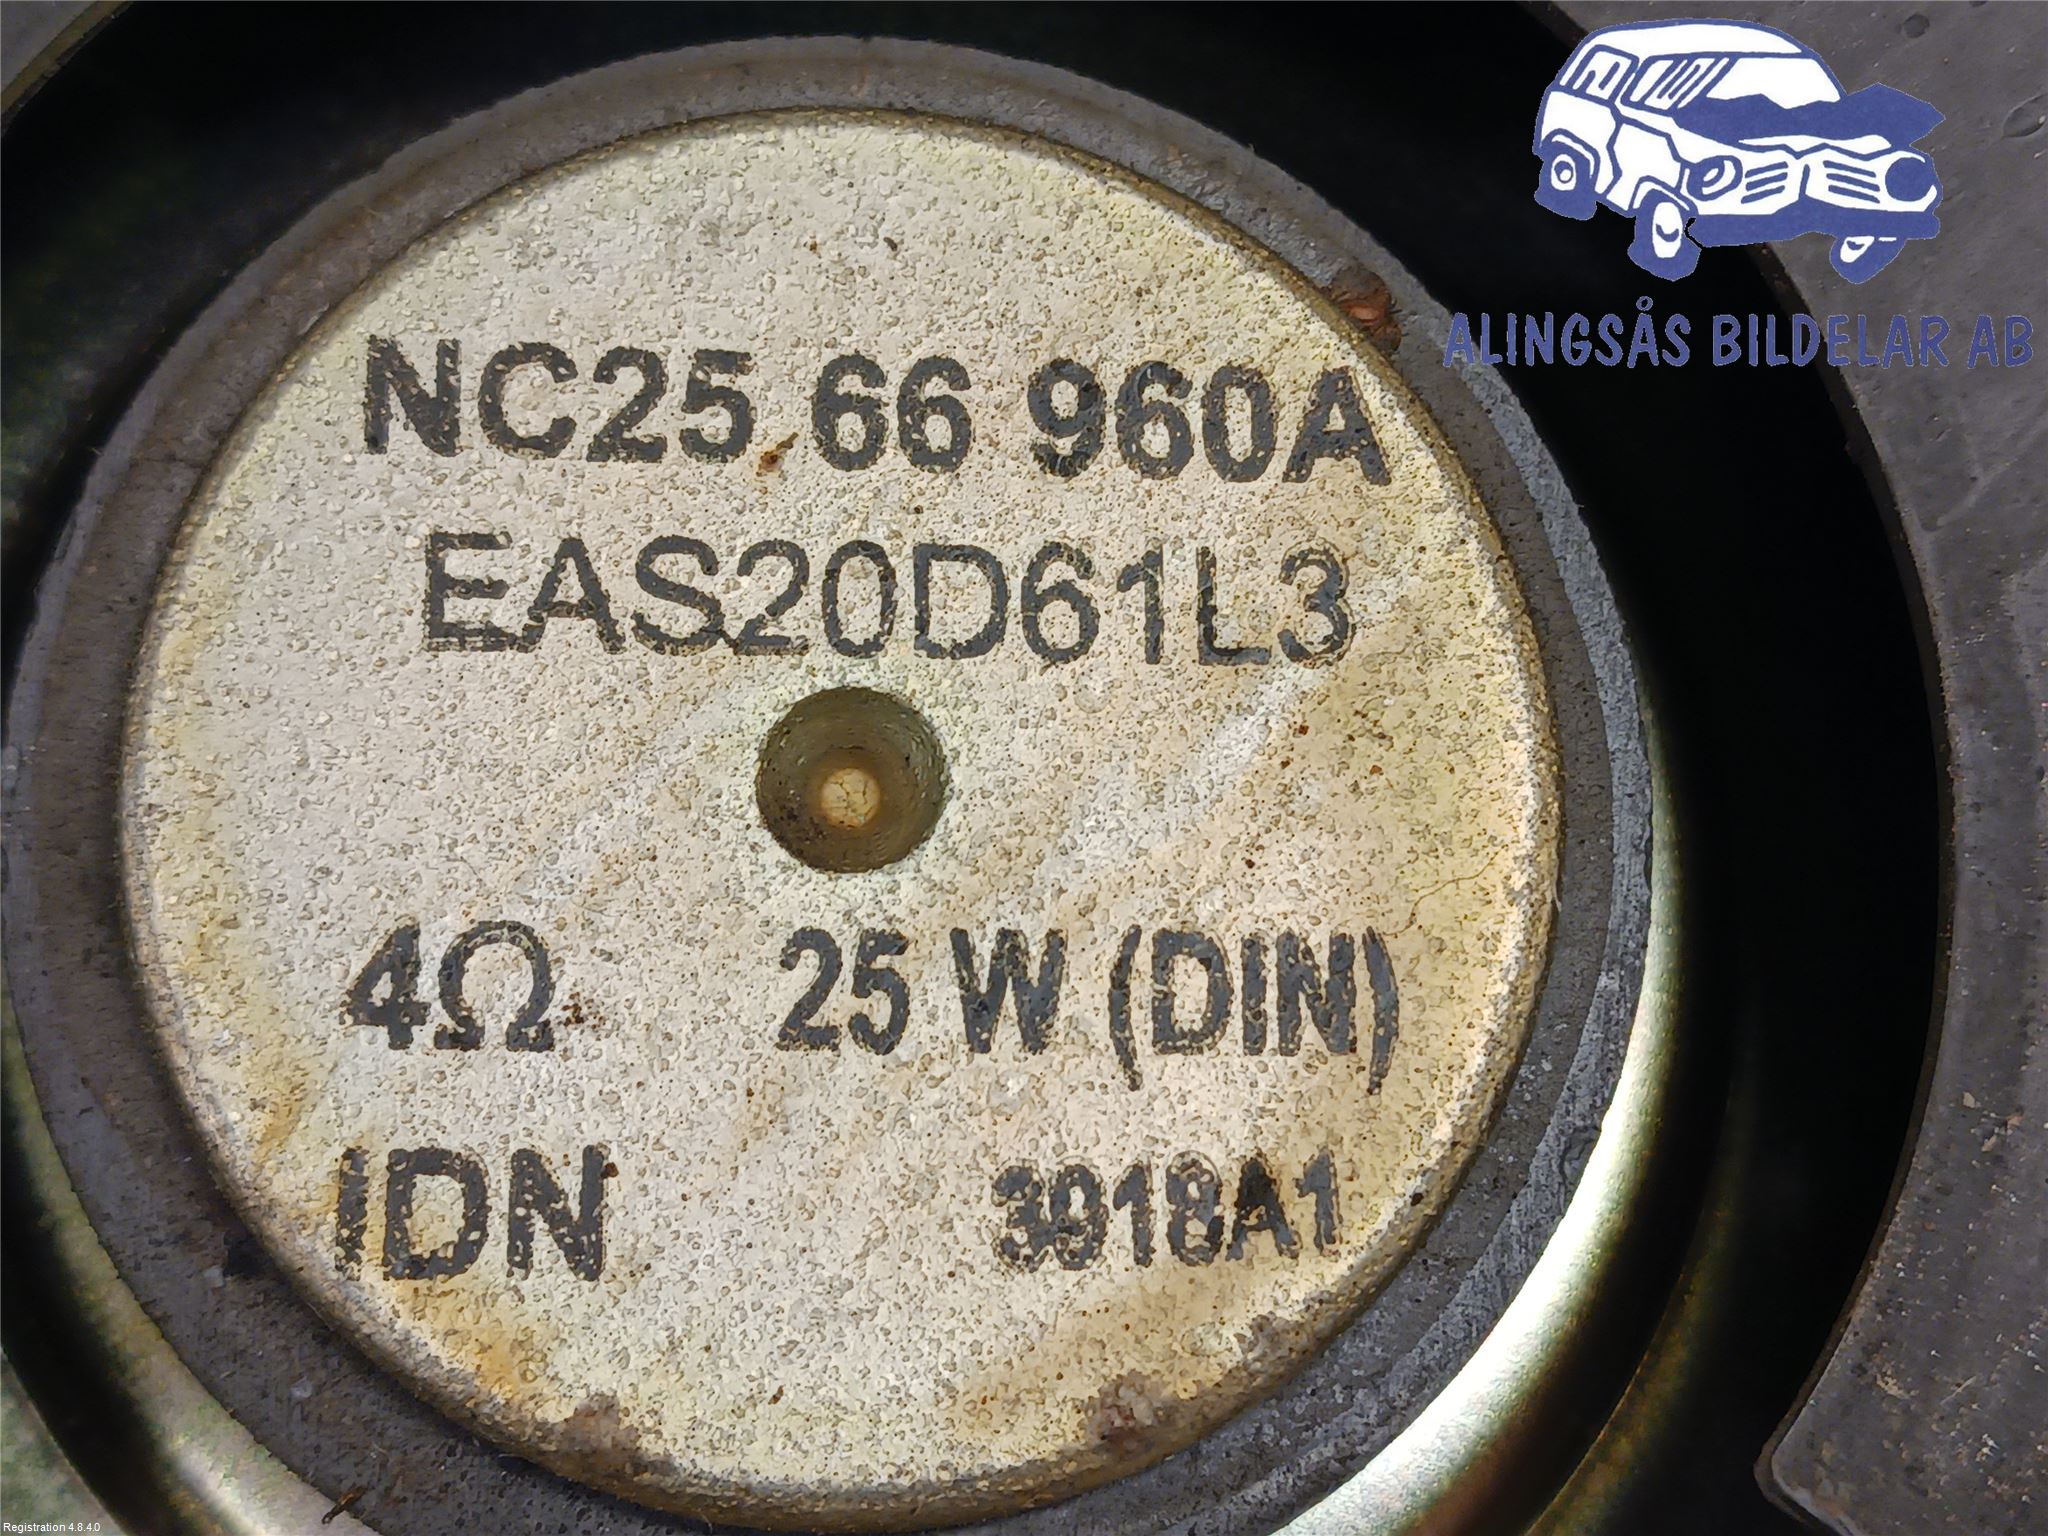 ALINGSÅS BILDELAR AB
NC25 66 960A
EAS20D61L3
4Ω 25 W (DIN)
IDN 3918A1
Registration 4.8.4.0